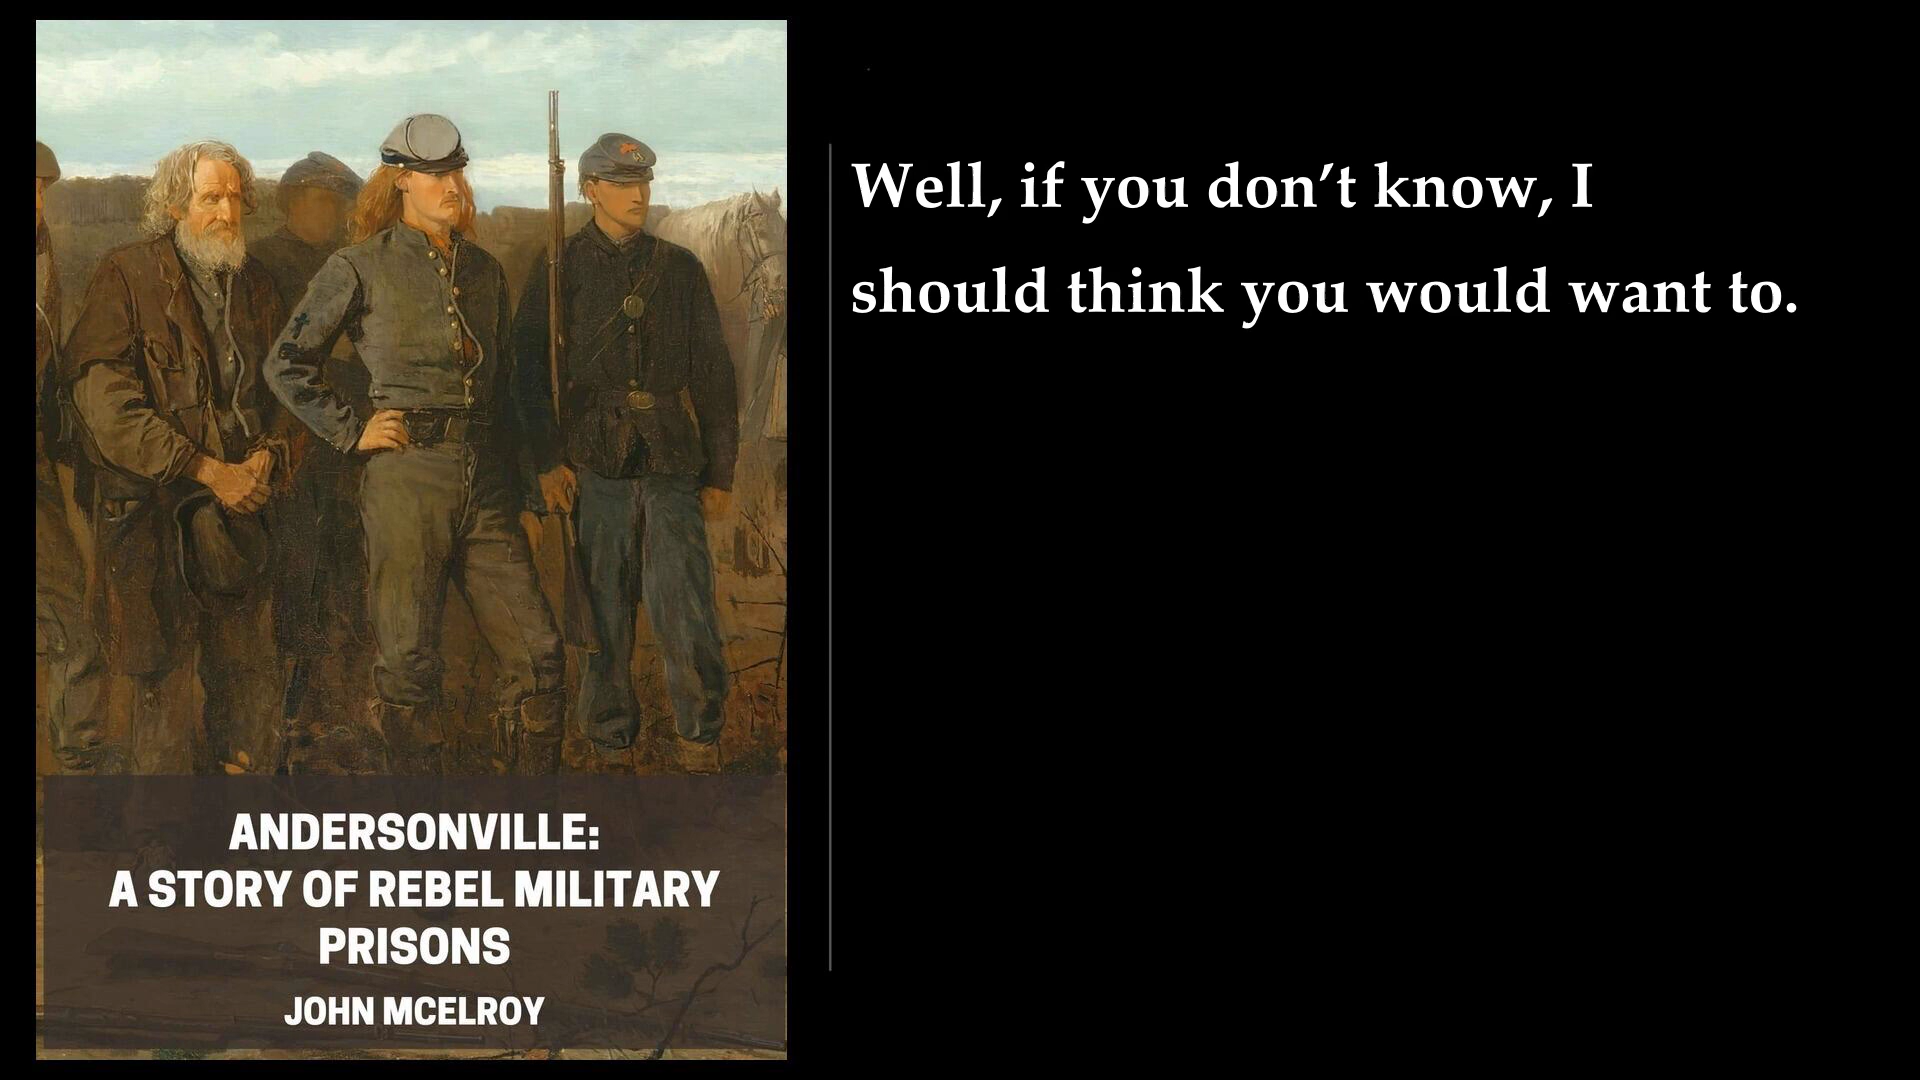 Well, if you don’t know, I
should think you would want to.
ANDERSONVILLE:
A STORY OF REBEL MILITARY
PRISONS
JOHN MCELROY